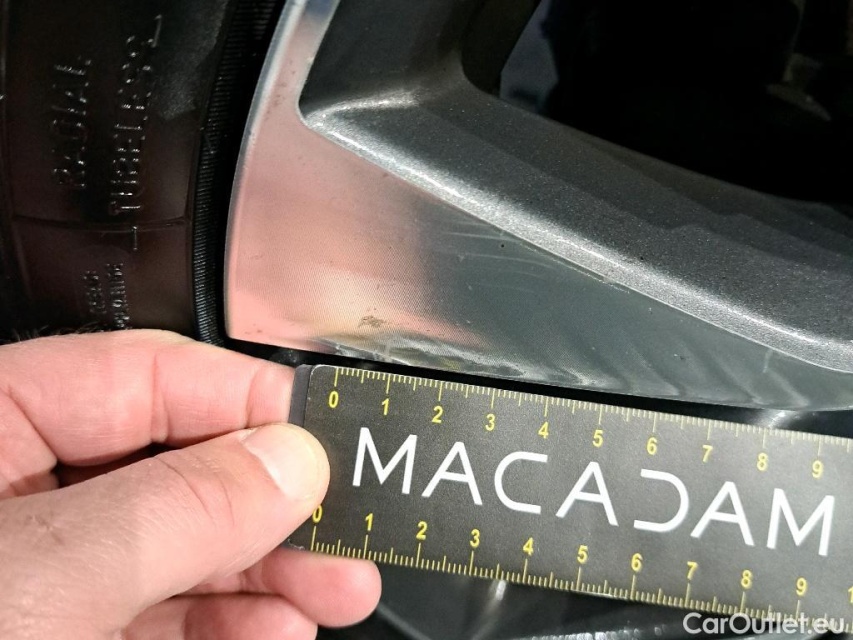 RADIAL
TUBELESS
0 1 2 3 4 5 6 7 8 9
MACADAM
0 1 2 3 4 5 6 7 8 9
CarOutlet.eu